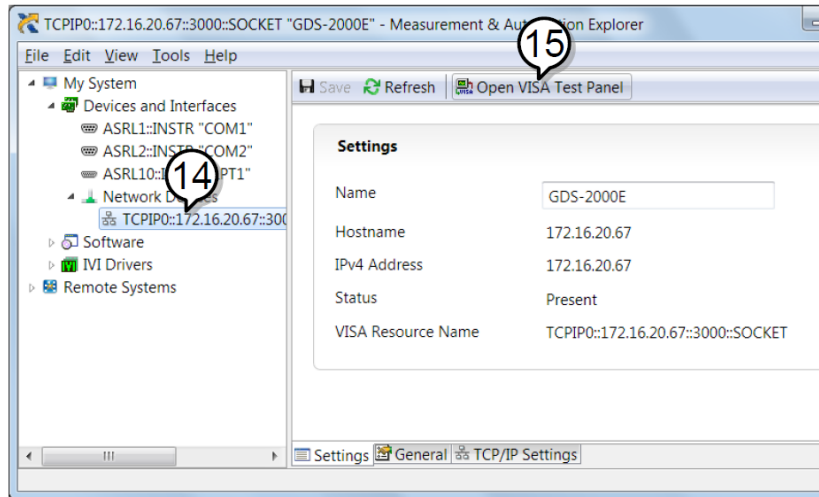 TCPIP0::172.16.20.67::3000::SOCKET "GDS-2000E" - Measurement & Au on Explorer
15
File Edit View Tools Help
My System
Devices and Interfaces
ASRL1::INSTR "COM1"
ASRL2::INSTR "COM2"
ASRL10::I PT1"
14
Network D es
TCPIP0::172.16.20.67::300
Software
IVI Drivers
Remote Systems
Save Refresh Open VISA Test Panel
Settings
Name GDS-2000E
Hostname 172.16.20.67
IPv4 Address 172.16.20.67
Status Present
VISA Resource Name TCPIP0::172.16.20.67::3000::SOCKET
Settings General TCP/IP Settings